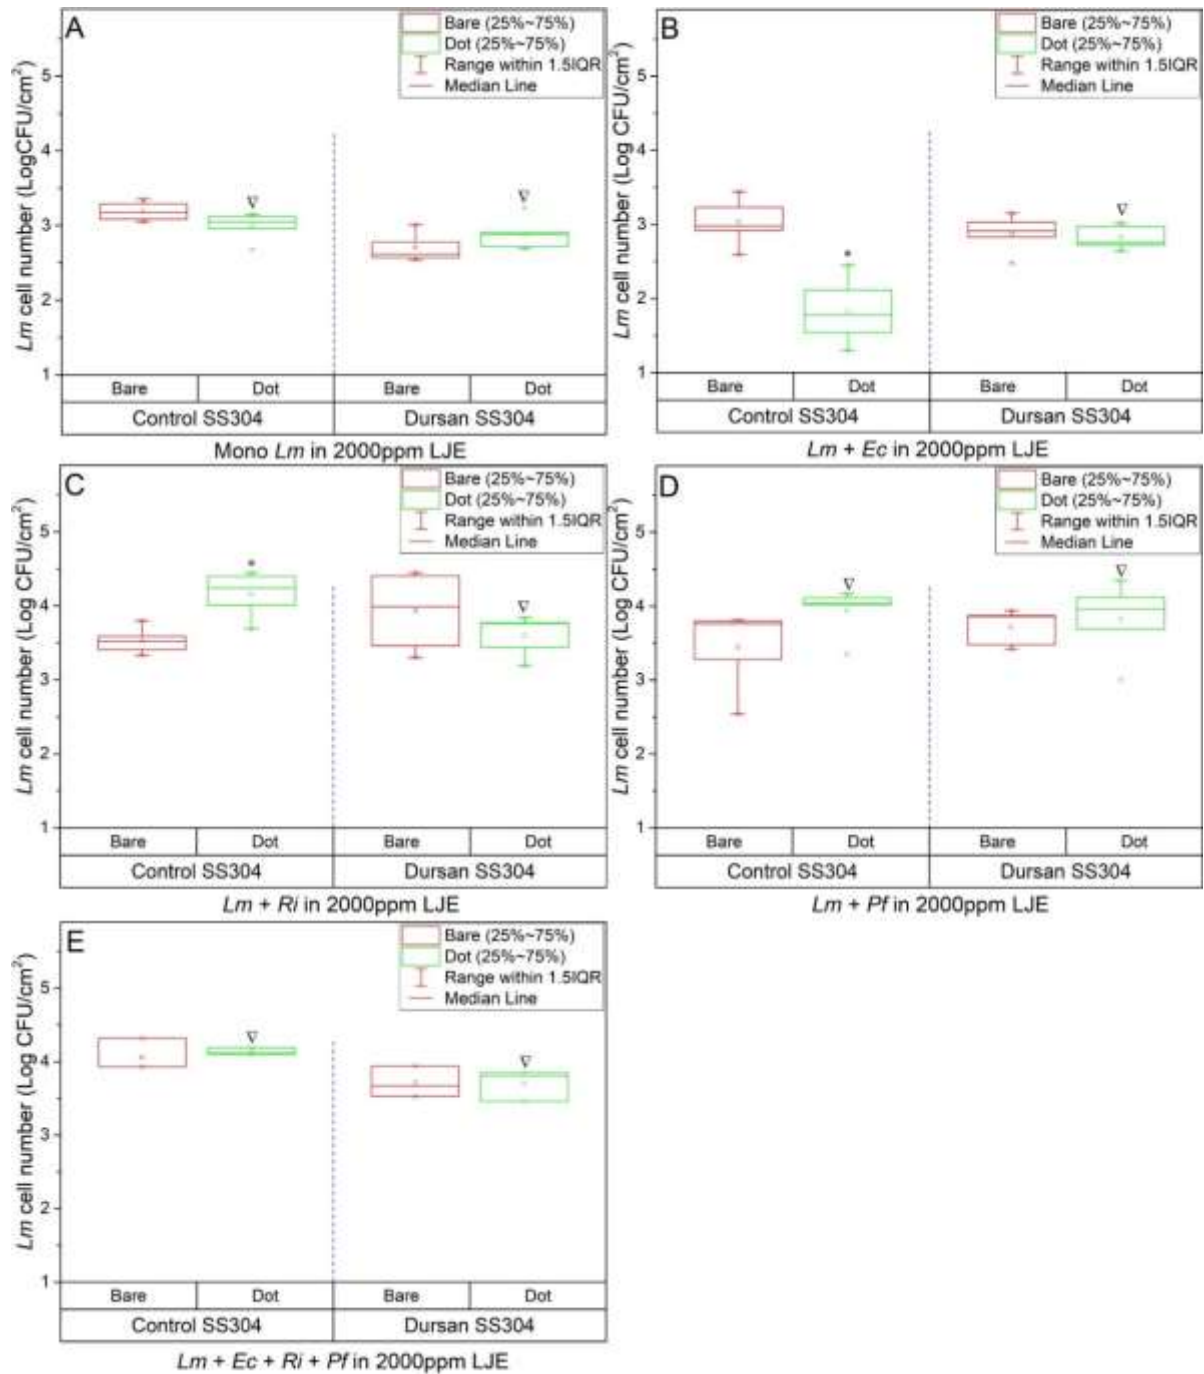 A
Bare (25%~75%)
Dot (25%~75%)
Range within 1.5IQR
Median Line
Lm cell number (LogCFU/cm²)
5
4
3
2
1
∇
∇
Bare
Dot
Bare
Dot
Control SS304
Dursan SS304
Mono Lm in 2000ppm LJE
B
Bare (25%~75%)
Dot (25%~75%)
Range within 1.5IQR
Median Line
Lm cell number (Log CFU/cm²)
5
4
3
2
1
*
∇
Bare
Dot
Bare
Dot
Control SS304
Dursan SS304
Lm + Ec in 2000ppm LJE
C
Bare (25%~75%)
Dot (25%~75%)
Range within 1.5IQR
Median Line
Lm cell number (Log CFU/cm²)
5
4
3
2
1
*
∇
Bare
Dot
Bare
Dot
Control SS304
Dursan SS304
Lm + Ri in 2000ppm LJE
D
Bare (25%~75%)
Dot (25%~75%)
Range within 1.5IQR
Median Line
Lm cell number (Log CFU/cm²)
5
4
3
2
1
∇
∇
Bare
Dot
Bare
Dot
Control SS304
Dursan SS304
Lm + Pf in 2000ppm LJE
E
Bare (25%~75%)
Dot (25%~75%)
Range within 1.5IQR
Median Line
Lm cell number (Log CFU/cm²)
5
4
3
2
1
∇
∇
Bare
Dot
Bare
Dot
Control SS304
Dursan SS304
Lm + Ec + Ri + Pf in 2000ppm LJE